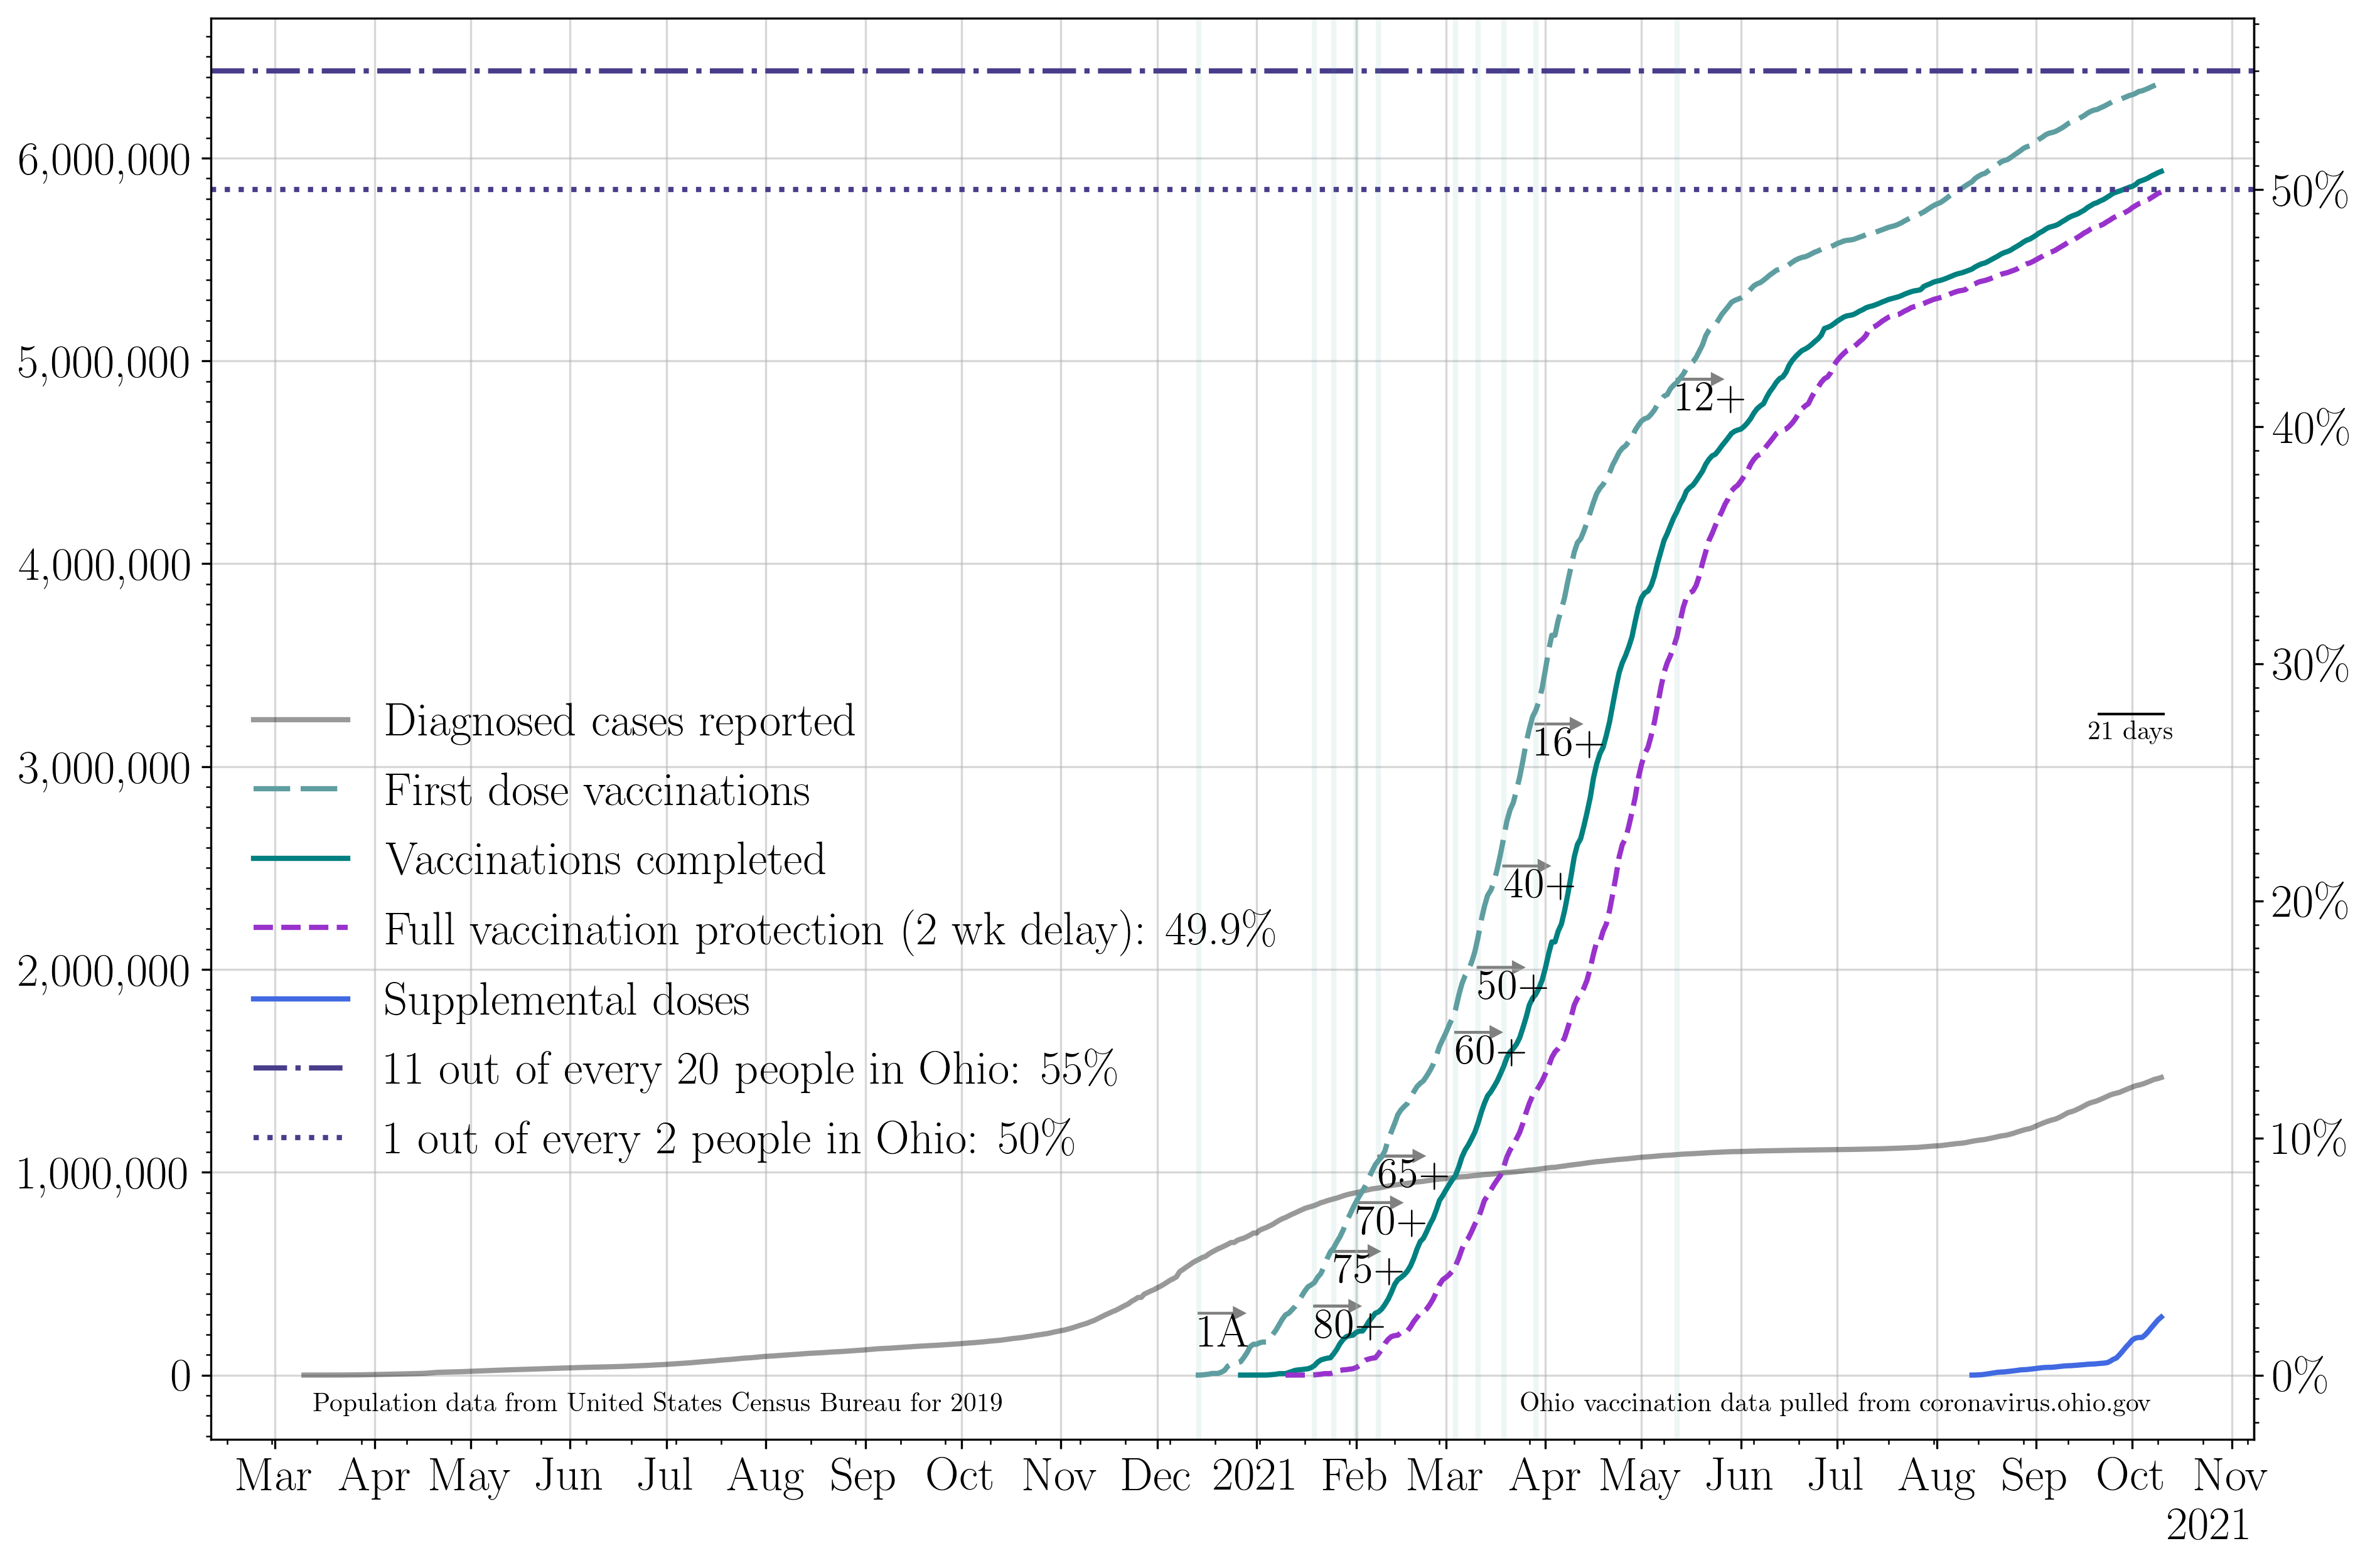 6,000,000
5,000,000
4,000,000
3,000,000
2,000,000
1,000,000
0
50%
40%
30%
20%
10%
0%
12+
16+
40+
50+
60+
65+
70+
75+
80+
1A
21 days
Diagnosed cases reported
First dose vaccinations
Vaccinations completed
Full vaccination protection (2 wk delay): 49.9%
Supplemental doses
11 out of every 20 people in Ohio: 55%
1 out of every 2 people in Ohio: 50%
Population data from United States Census Bureau for 2019
Ohio vaccination data pulled from coronavirus.ohio.gov
Mar Apr May Jun Jul Aug Sep Oct Nov Dec 2021 Feb Mar Apr May Jun Jul Aug Sep Oct Nov
2021